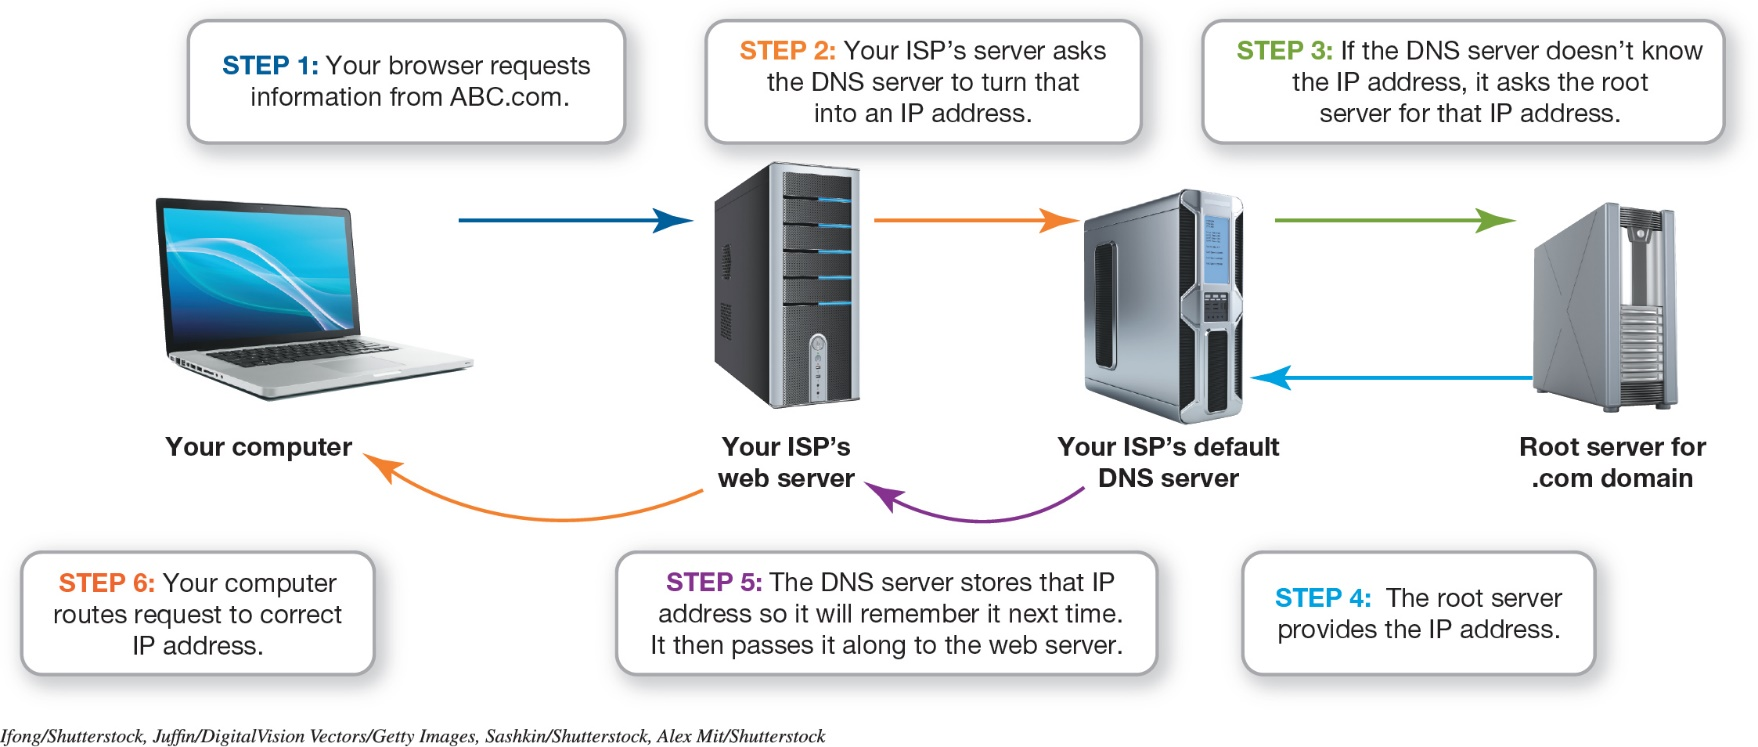 STEP 1: Your browser requests
information from ABC.com.
STEP 2: Your ISP’s server asks
the DNS server to turn that
into an IP address.
STEP 3: If the DNS server doesn’t know
the IP address, it asks the root
server for that IP address.
Your computer
Your ISP’s
web server
Your ISP’s default
DNS server
Root server for
.com domain
STEP 6: Your computer
routes request to correct
IP address.
STEP 5: The DNS server stores that IP
address so it will remember it next time.
It then passes it along to the web server.
STEP 4: The root server
provides the IP address.
Ifong/Shutterstock, Juffin/DigitalVision Vectors/Getty Images, Sashkin/Shutterstock, Alex Mit/Shutterstock